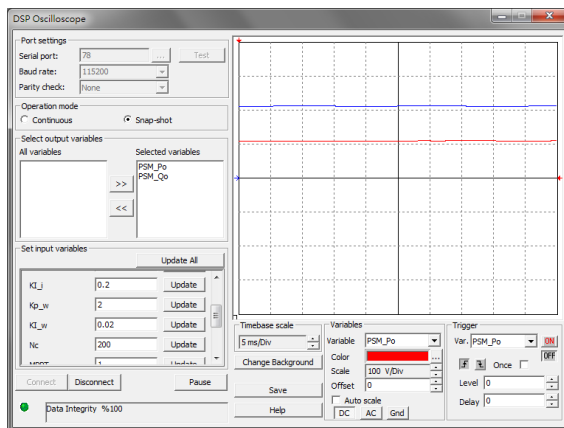 DSP Oscilloscope
Port settings
Serial port: 78 ... Test
Baud rate: 115200
Parity check: None
Operation mode
Continuous Snap-shot
Select output variables
All variables Selected variables
PSM_Po
PSM_Qo
>>
<<
Set input variables
Update All
KI_i 0.2 Update
Kp_w 2 Update
KI_w 0.02 Update
Nc 200 Update
Connect Disconnect Pause
Data Integrity %100
Timebase scale
5 ms/Div
Change Background
Save
Help
Variables
Variable PSM_Po
Color ...
Scale 100 V/Div
Offset 0
Auto scale
DC AC Gnd
Trigger
Var. PSM_Po ON
OFF
Once
Level 0
Delay 0